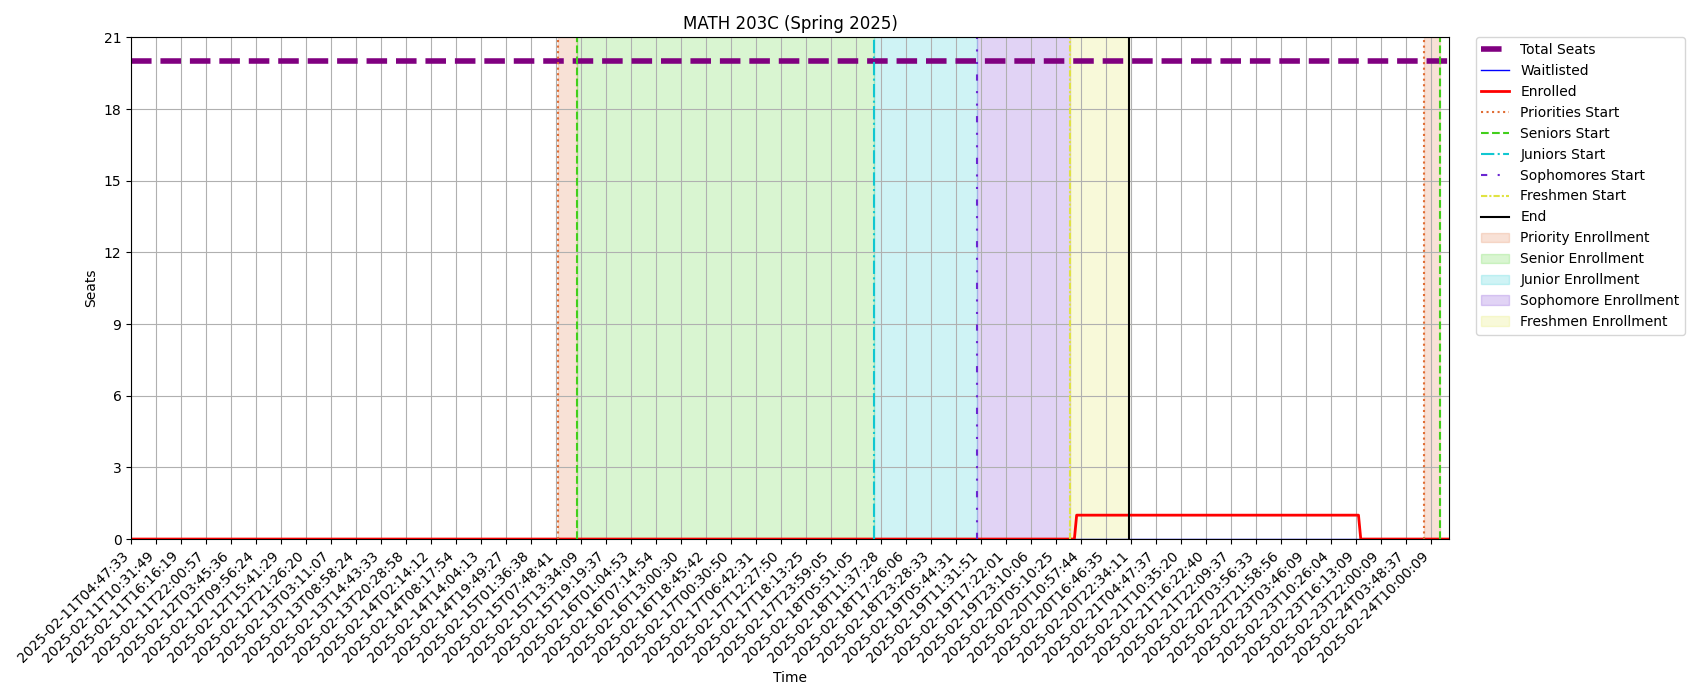 MATH 203C (Spring 2025)
21
18
15
12
9
6
3
0
Seats
2025-02-11T04:47:33
2025-02-11T10:31:49
2025-02-11T16:16:19
2025-02-11T22:00:57
2025-02-12T03:45:36
2025-02-12T09:56:24
2025-02-12T15:41:29
2025-02-12T21:26:20
2025-02-13T03:11:07
2025-02-13T08:58:24
2025-02-13T14:43:33
2025-02-13T20:28:58
2025-02-14T02:14:12
2025-02-14T08:17:54
2025-02-14T14:04:13
2025-02-14T19:49:27
2025-02-15T01:36:38
2025-02-15T07:48:41
2025-02-15T13:34:09
2025-02-15T19:19:37
2025-02-16T01:04:53
2025-02-16T07:14:54
2025-02-16T13:00:30
2025-02-16T18:45:42
2025-02-17T00:30:50
2025-02-17T06:42:31
2025-02-17T12:27:50
2025-02-17T18:13:25
2025-02-17T23:59:05
2025-02-18T05:51:05
2025-02-18T11:37:28
2025-02-18T17:26:06
2025-02-18T23:28:33
2025-02-19T05:44:31
2025-02-19T11:31:51
2025-02-19T17:22:01
2025-02-19T23:10:06
2025-02-20T05:10:25
2025-02-20T10:57:44
2025-02-20T16:46:35
2025-02-20T22:34:11
2025-02-21T04:47:37
2025-02-21T10:35:20
2025-02-21T16:22:40
2025-02-21T22:09:37
2025-02-22T03:56:33
2025-02-22T21:58:56
2025-02-23T03:46:09
2025-02-23T10:26:04
2025-02-23T16:13:09
2025-02-23T22:00:09
2025-02-24T03:48:37
2025-02-24T10:00:09
Time
Total Seats
Waitlisted
Enrolled
Priorities Start
Seniors Start
Juniors Start
Sophomores Start
Freshmen Start
End
Priority Enrollment
Senior Enrollment
Junior Enrollment
Sophomore Enrollment
Freshmen Enrollment